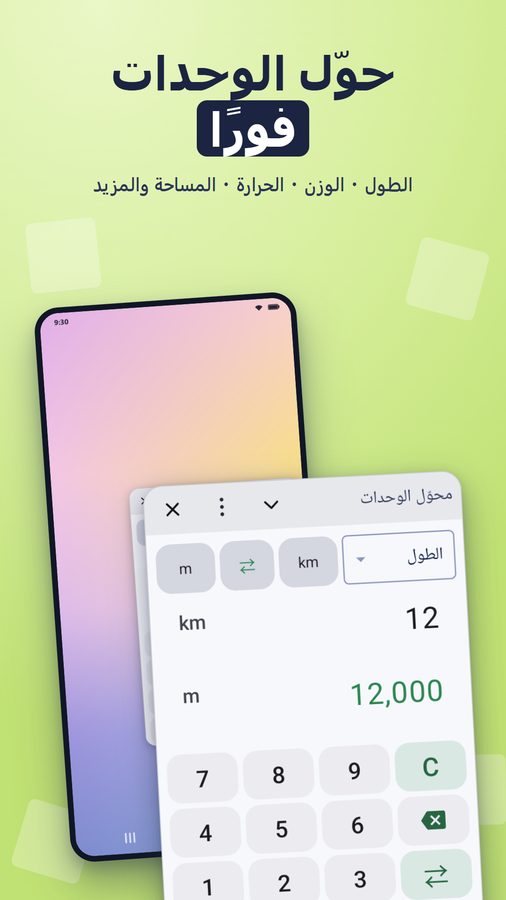 حوّل الوحدات
فورًا
الطول · الوزن · الحرارة · المساحة والمزيد
9:30
محوّل الوحدات
الطول
km
m
12
km
12,000
m
7 8 9 C
4 5 6
1 2 3